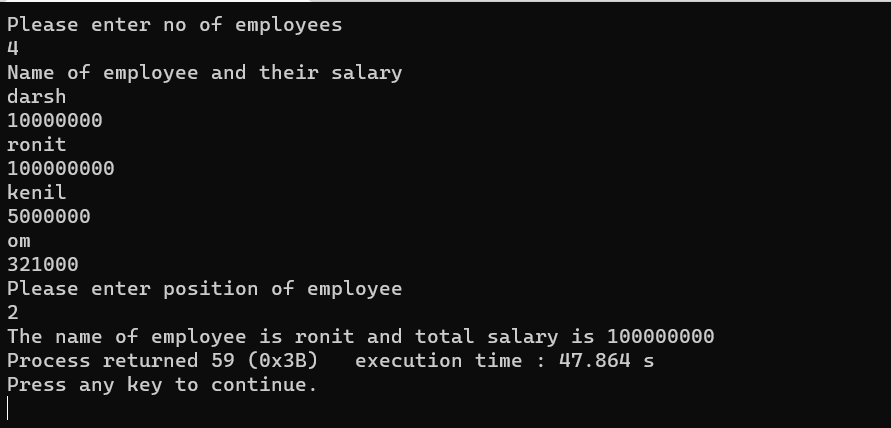 Please enter no of employees
4
Name of employee and their salary
darsh
10000000
ronit
100000000
kenil
5000000
om
321000
Please enter position of employee
2
The name of employee is ronit and total salary is 100000000
Process returned 59 (0x3B)   execution time : 47.864 s
Press any key to continue.